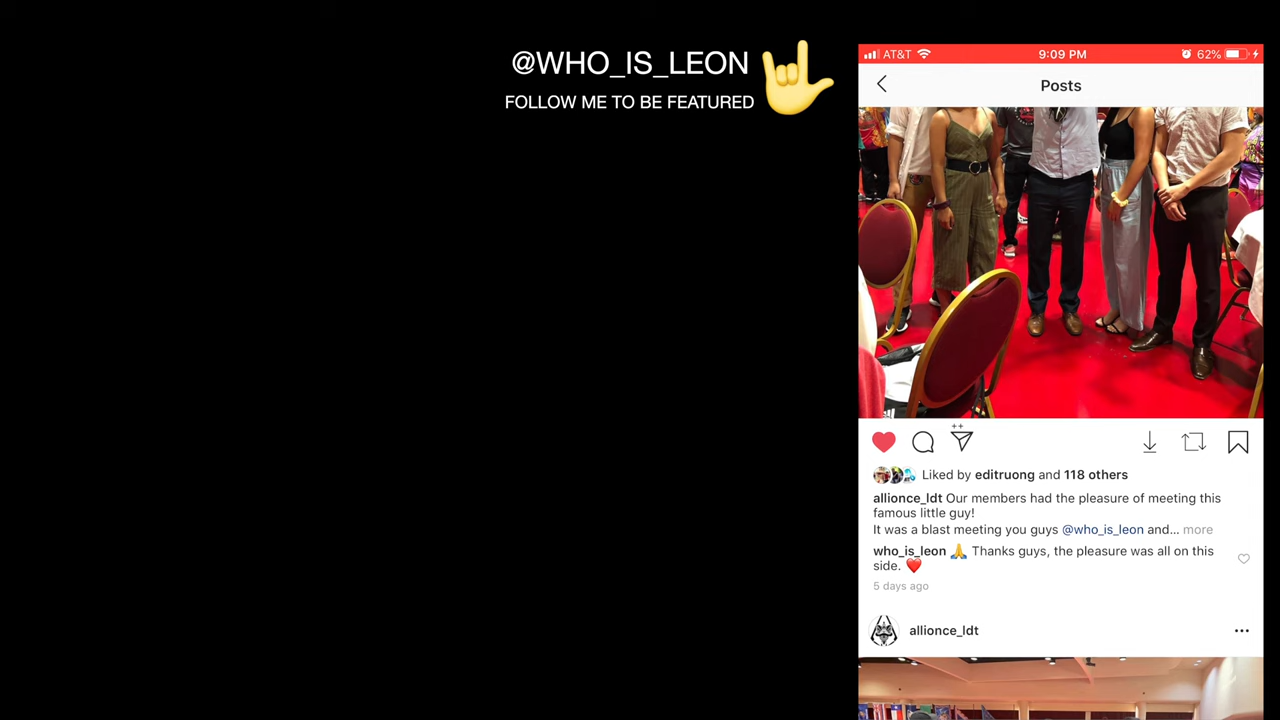 @WHO_IS_LEON
FOLLOW ME TO BE FEATURED
AT&T 9:09 PM 62%
Posts
Liked by editruong and 118 others
allionce_ldt Our members had the pleasure of meeting this
famous little guy!
It was a blast meeting you guys @who_is_leon and... more
who_is_leon 🙏 Thanks guys, the pleasure was all on this
side. ❤️
5 days ago
allionce_ldt